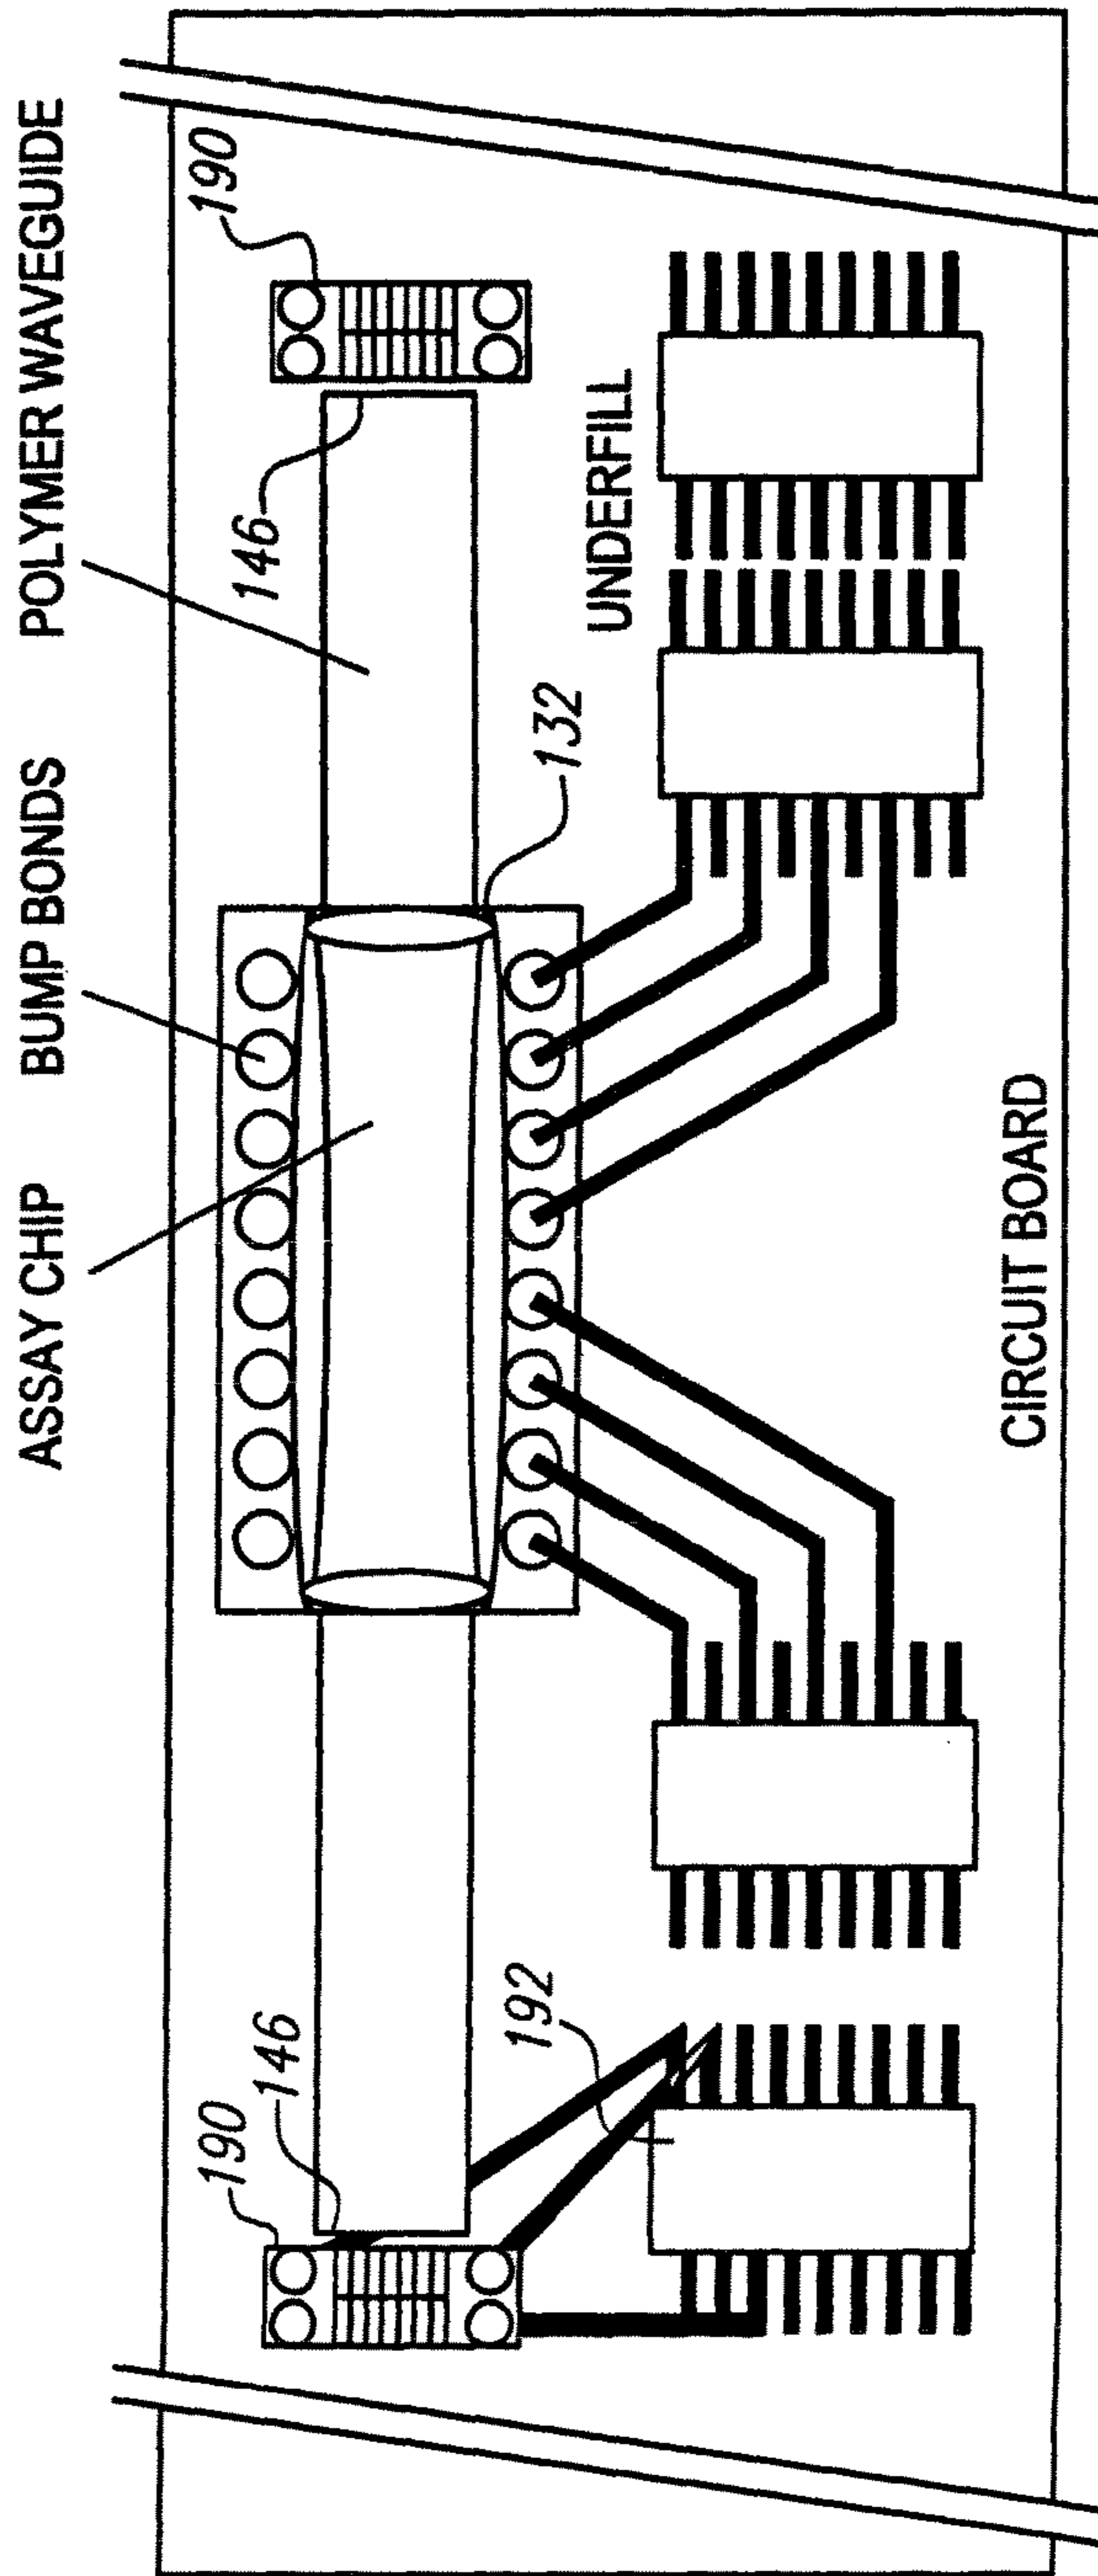 ASSAY CHIP
BUMP BONDS
POLYMER WAVEGUIDE
190
146
190
146
132
UNDERFILL
192
CIRCUIT BOARD